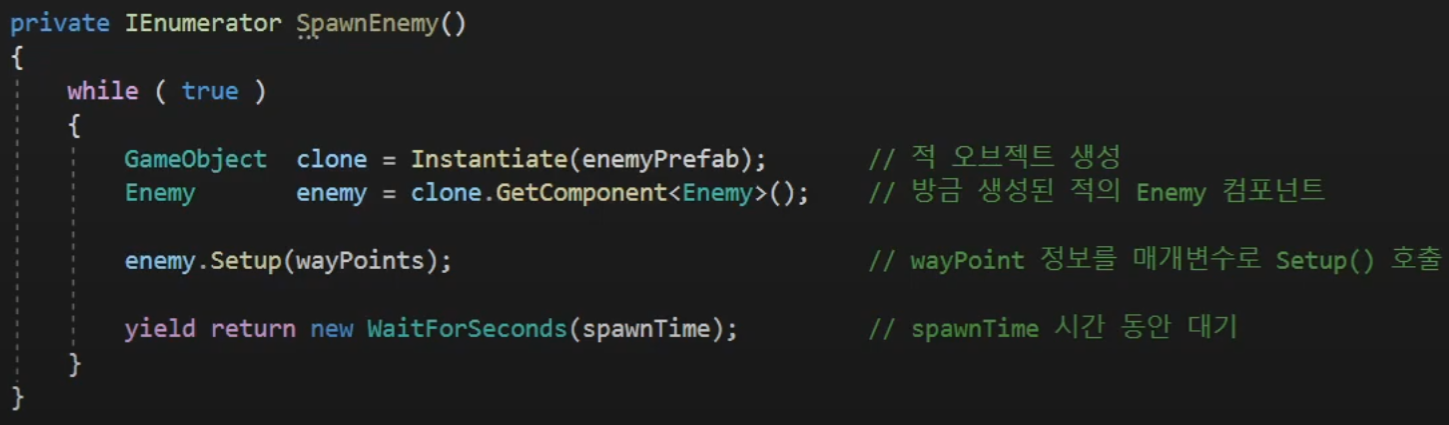 private IEnumerator SpawnEnemy()
{
while ( true )
{
GameObject clone = Instantiate(enemyPrefab); // 적 오브젝트 생성
Enemy enemy = clone.GetComponent<Enemy>(); // 방금 생성된 적의 Enemy 컴포넌트
enemy.Setup(wayPoints); // wayPoint 정보를 매개변수로 Setup() 호출
yield return new WaitForSeconds(spawnTime); // spawnTime 시간 동안 대기
}
}